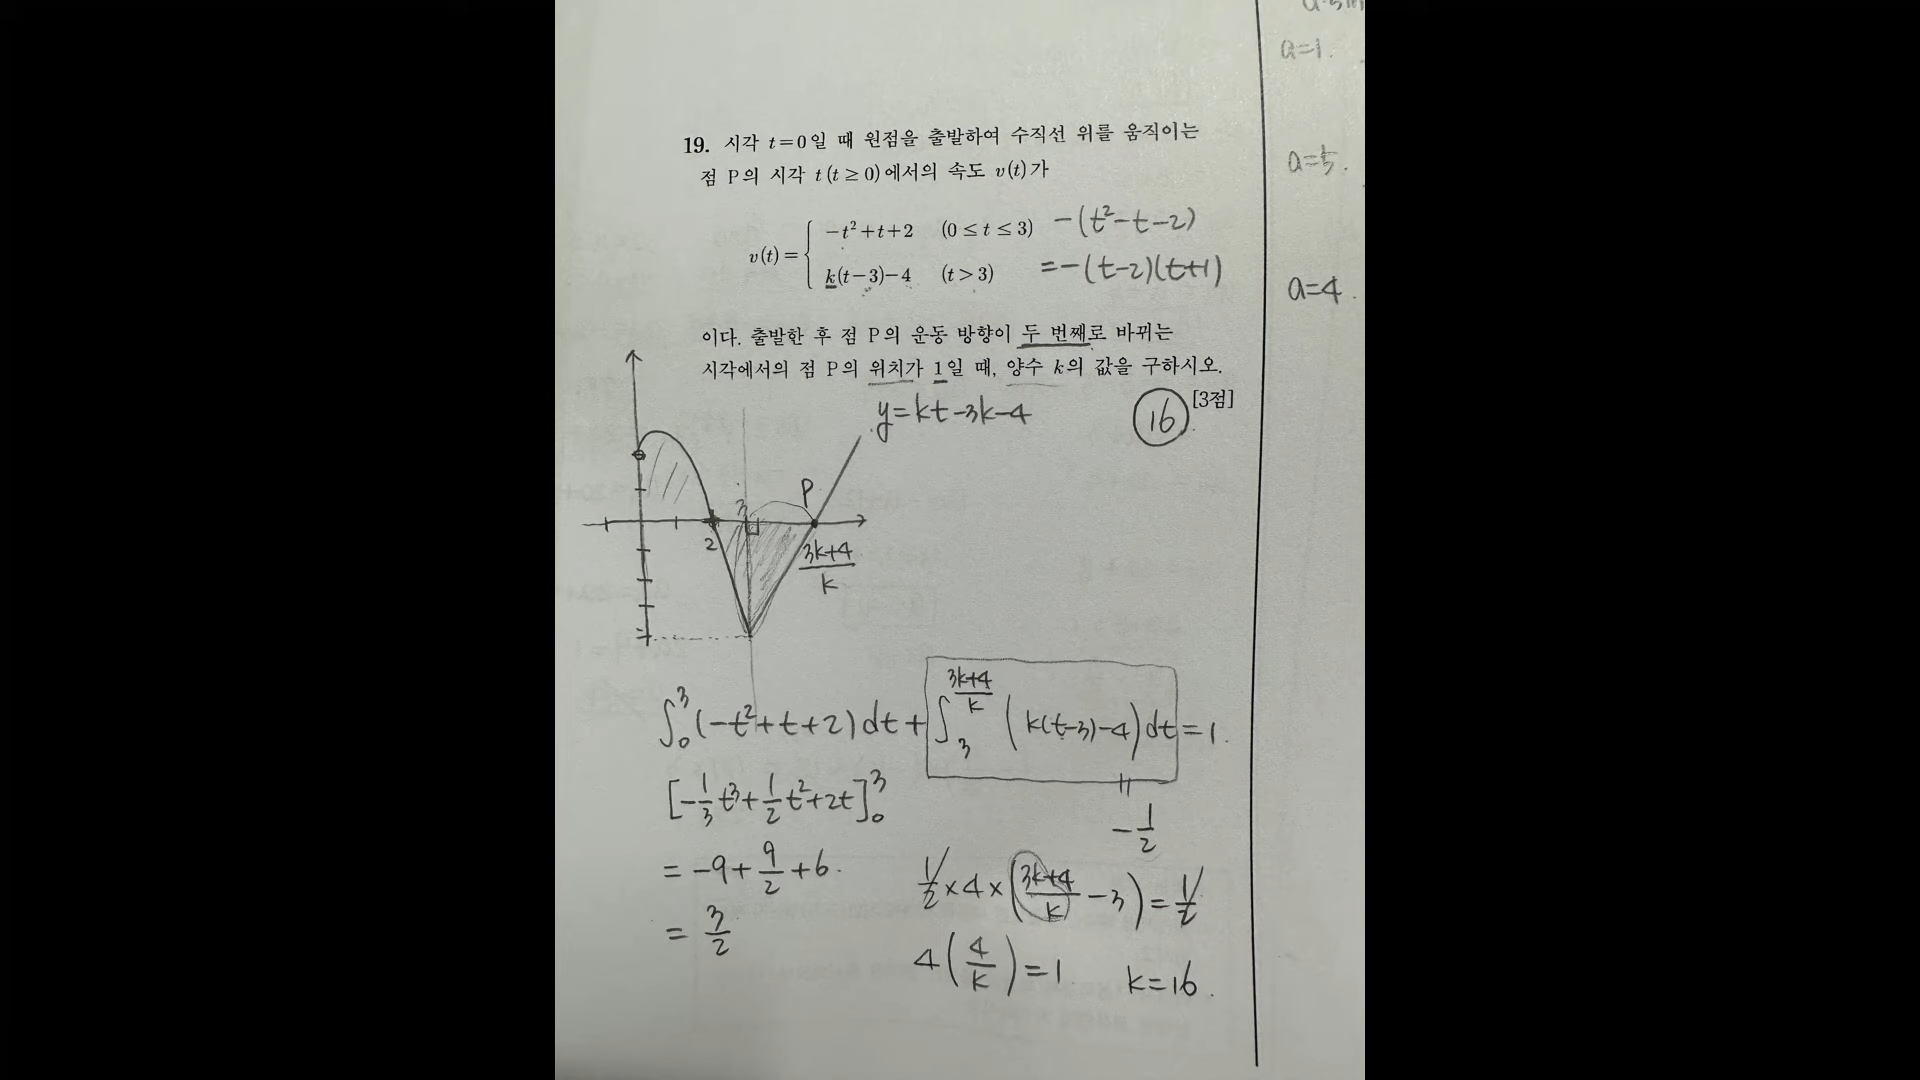 a=1.
a=5.
a=4.
19. 시각 t=0일 때 원점을 출발하여 수직선 위를 움직이는
점 P의 시각 t(t≥0)에서의 속도 v(t)가
v(t)= { -t²+t+2 (0≤t≤3)
k(t-3)-4 (t>3)
-(t²-t-2)
=-(t-2)(t+1)
이다. 출발한 후 점 P의 운동 방향이 두 번째로 바뀌는
시각에서의 점 P의 위치가 1일 때, 양수 k의 값을 구하시오.
[3점]
16
y=kt-3k-4
P
3
2
(3k+4)/k
∫₀³(-t²+t+2)dt+∫₃^((3k+4)/k)(k(t-3)-4)dt=1.
[-1/3t³+1/2t²+2t]₀³
=-9+9/2+6.
=3/2
॥
-1/2
1/2×4×((3k+4)/k-3)=1/2
4(4/k)=1
k=16.